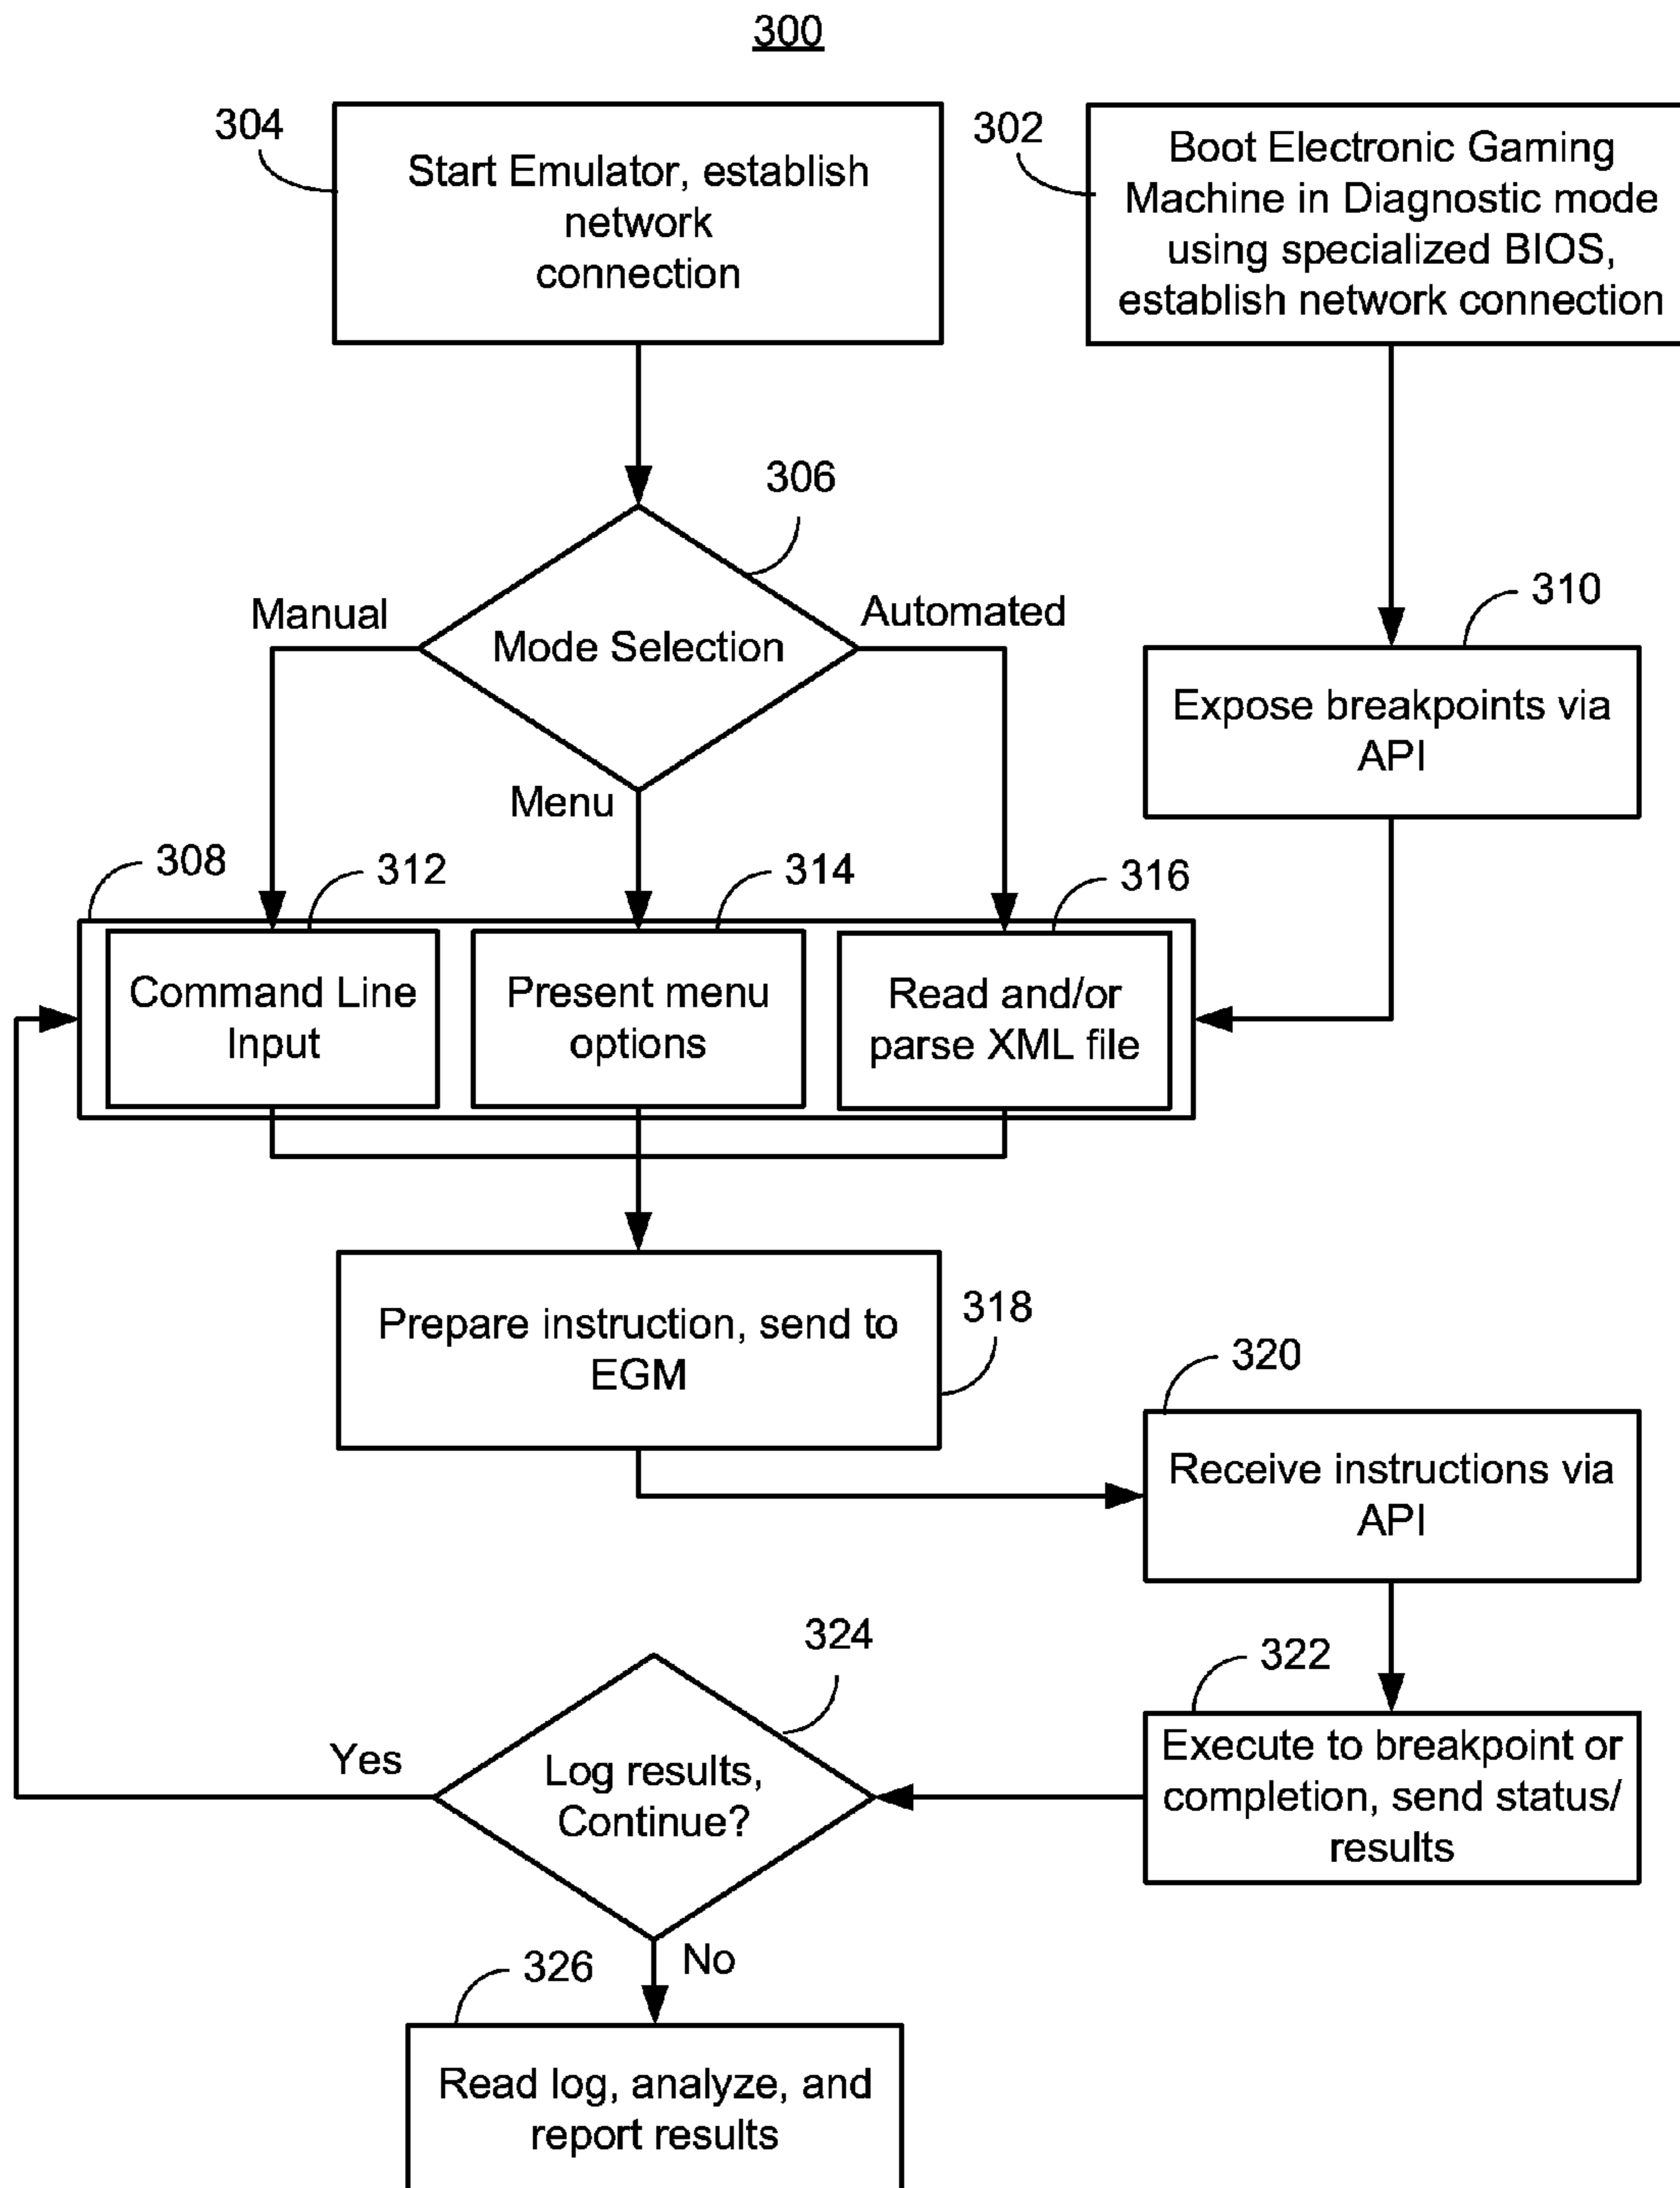 300
304
Start Emulator, establish
network
connection
302
Boot Electronic Gaming
Machine in Diagnostic mode
using specialized BIOS,
establish network connection
306
Manual
Mode Selection
Automated
Menu
310
Expose breakpoints via
API
308
312
314
316
Command Line
Input
Present menu
options
Read and/or
parse XML file
Prepare instruction, send to
EGM
318
320
Receive instructions via
API
322
Execute to breakpoint or
completion, send status/
results
324
Yes
Log results,
Continue?
No
326
Read log, analyze, and
report results